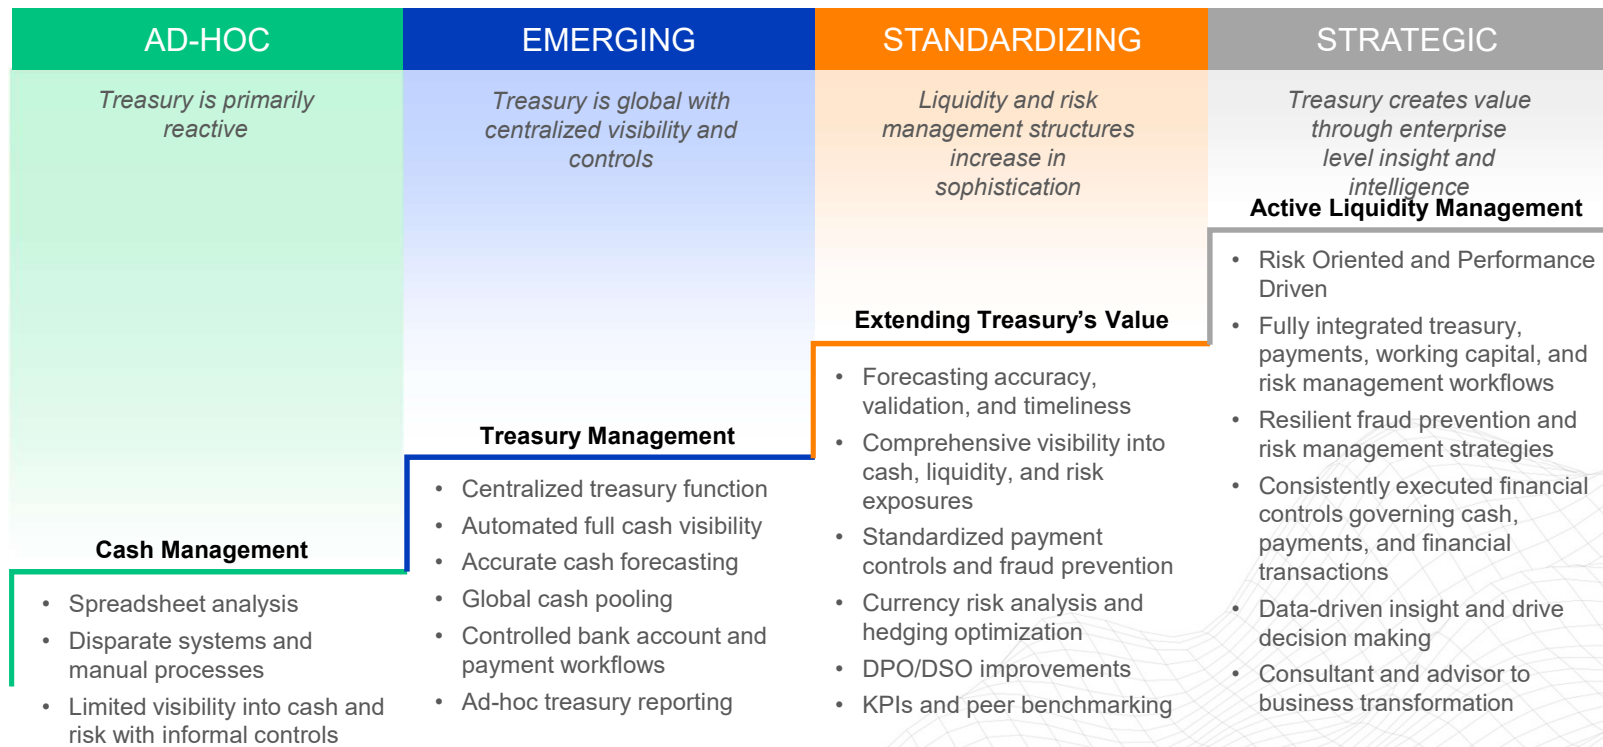 AD-HOC
Treasury is primarily
reactive
Cash Management
• Spreadsheet analysis
• Disparate systems and
manual processes
• Limited visibility into cash and
risk with informal controls
EMERGING
Treasury is global with
centralized visibility and
controls
Treasury Management
• Centralized treasury function
• Automated full cash visibility
• Accurate cash forecasting
• Global cash pooling
• Controlled bank account and
payment workflows
• Ad-hoc treasury reporting
STANDARDIZING
Liquidity and risk
management structures
increase in
sophistication
Extending Treasury’s Value
• Forecasting accuracy,
validation, and timeliness
• Comprehensive visibility into
cash, liquidity, and risk
exposures
• Standardized payment
controls and fraud prevention
• Currency risk analysis and
hedging optimization
• DPO/DSO improvements
• KPIs and peer benchmarking
STRATEGIC
Treasury creates value
through enterprise
level insight and
intelligence
Active Liquidity Management
• Risk Oriented and Performance
Driven
• Fully integrated treasury,
payments, working capital, and
risk management workflows
• Resilient fraud prevention and
risk management strategies
• Consistently executed financial
controls governing cash,
payments, and financial
transactions
• Data-driven insight and drive
decision making
• Consultant and advisor to
business transformation